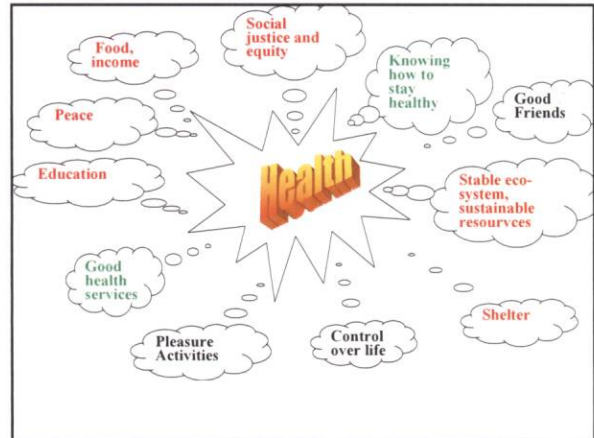 Social
justice and
equity
Food,
income
Knowing
how to
stay
healthy
Good
Friends
Peace
Education
Health
Stable eco-
system,
sustainable
resourvces
Good
health
services
Pleasure
Activities
Control
over life
Shelter